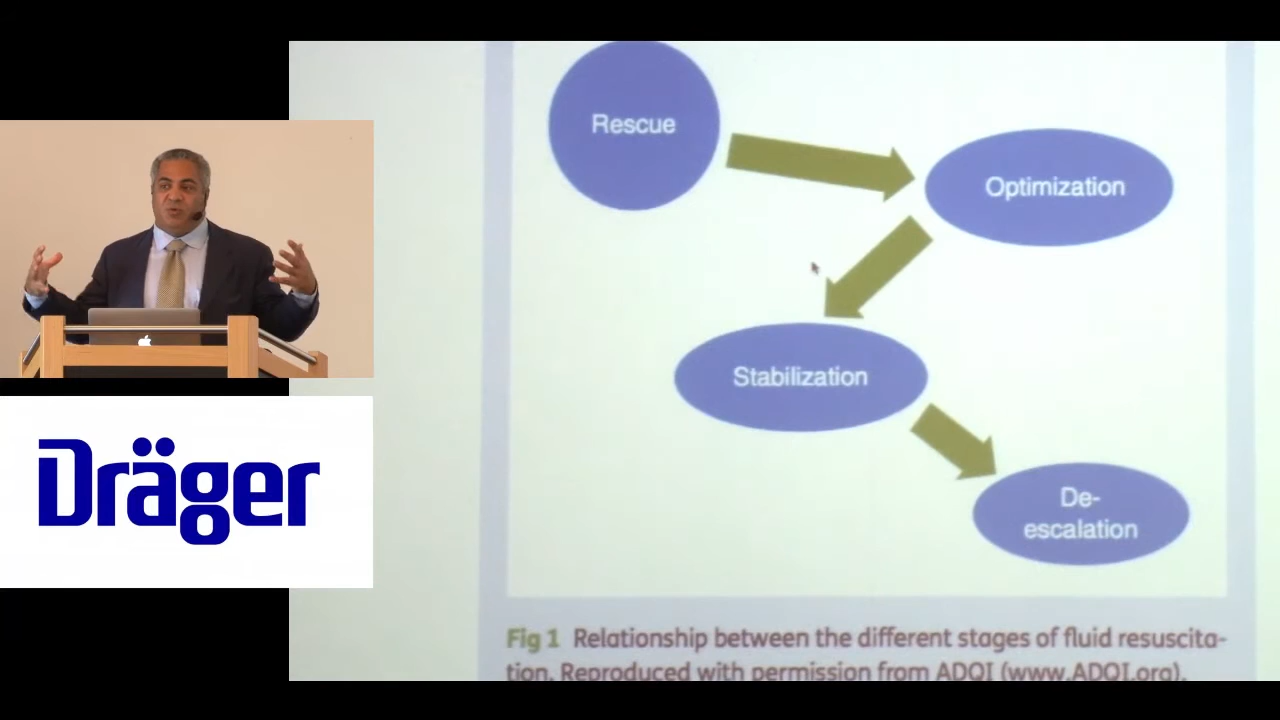 Rescue
Optimization
Stabilization
De-
escalation
Fig 1 Relationship between the different stages of fluid resuscita-
tion. Reproduced with permission from ADQI (www.ADQI.org).
Dräger